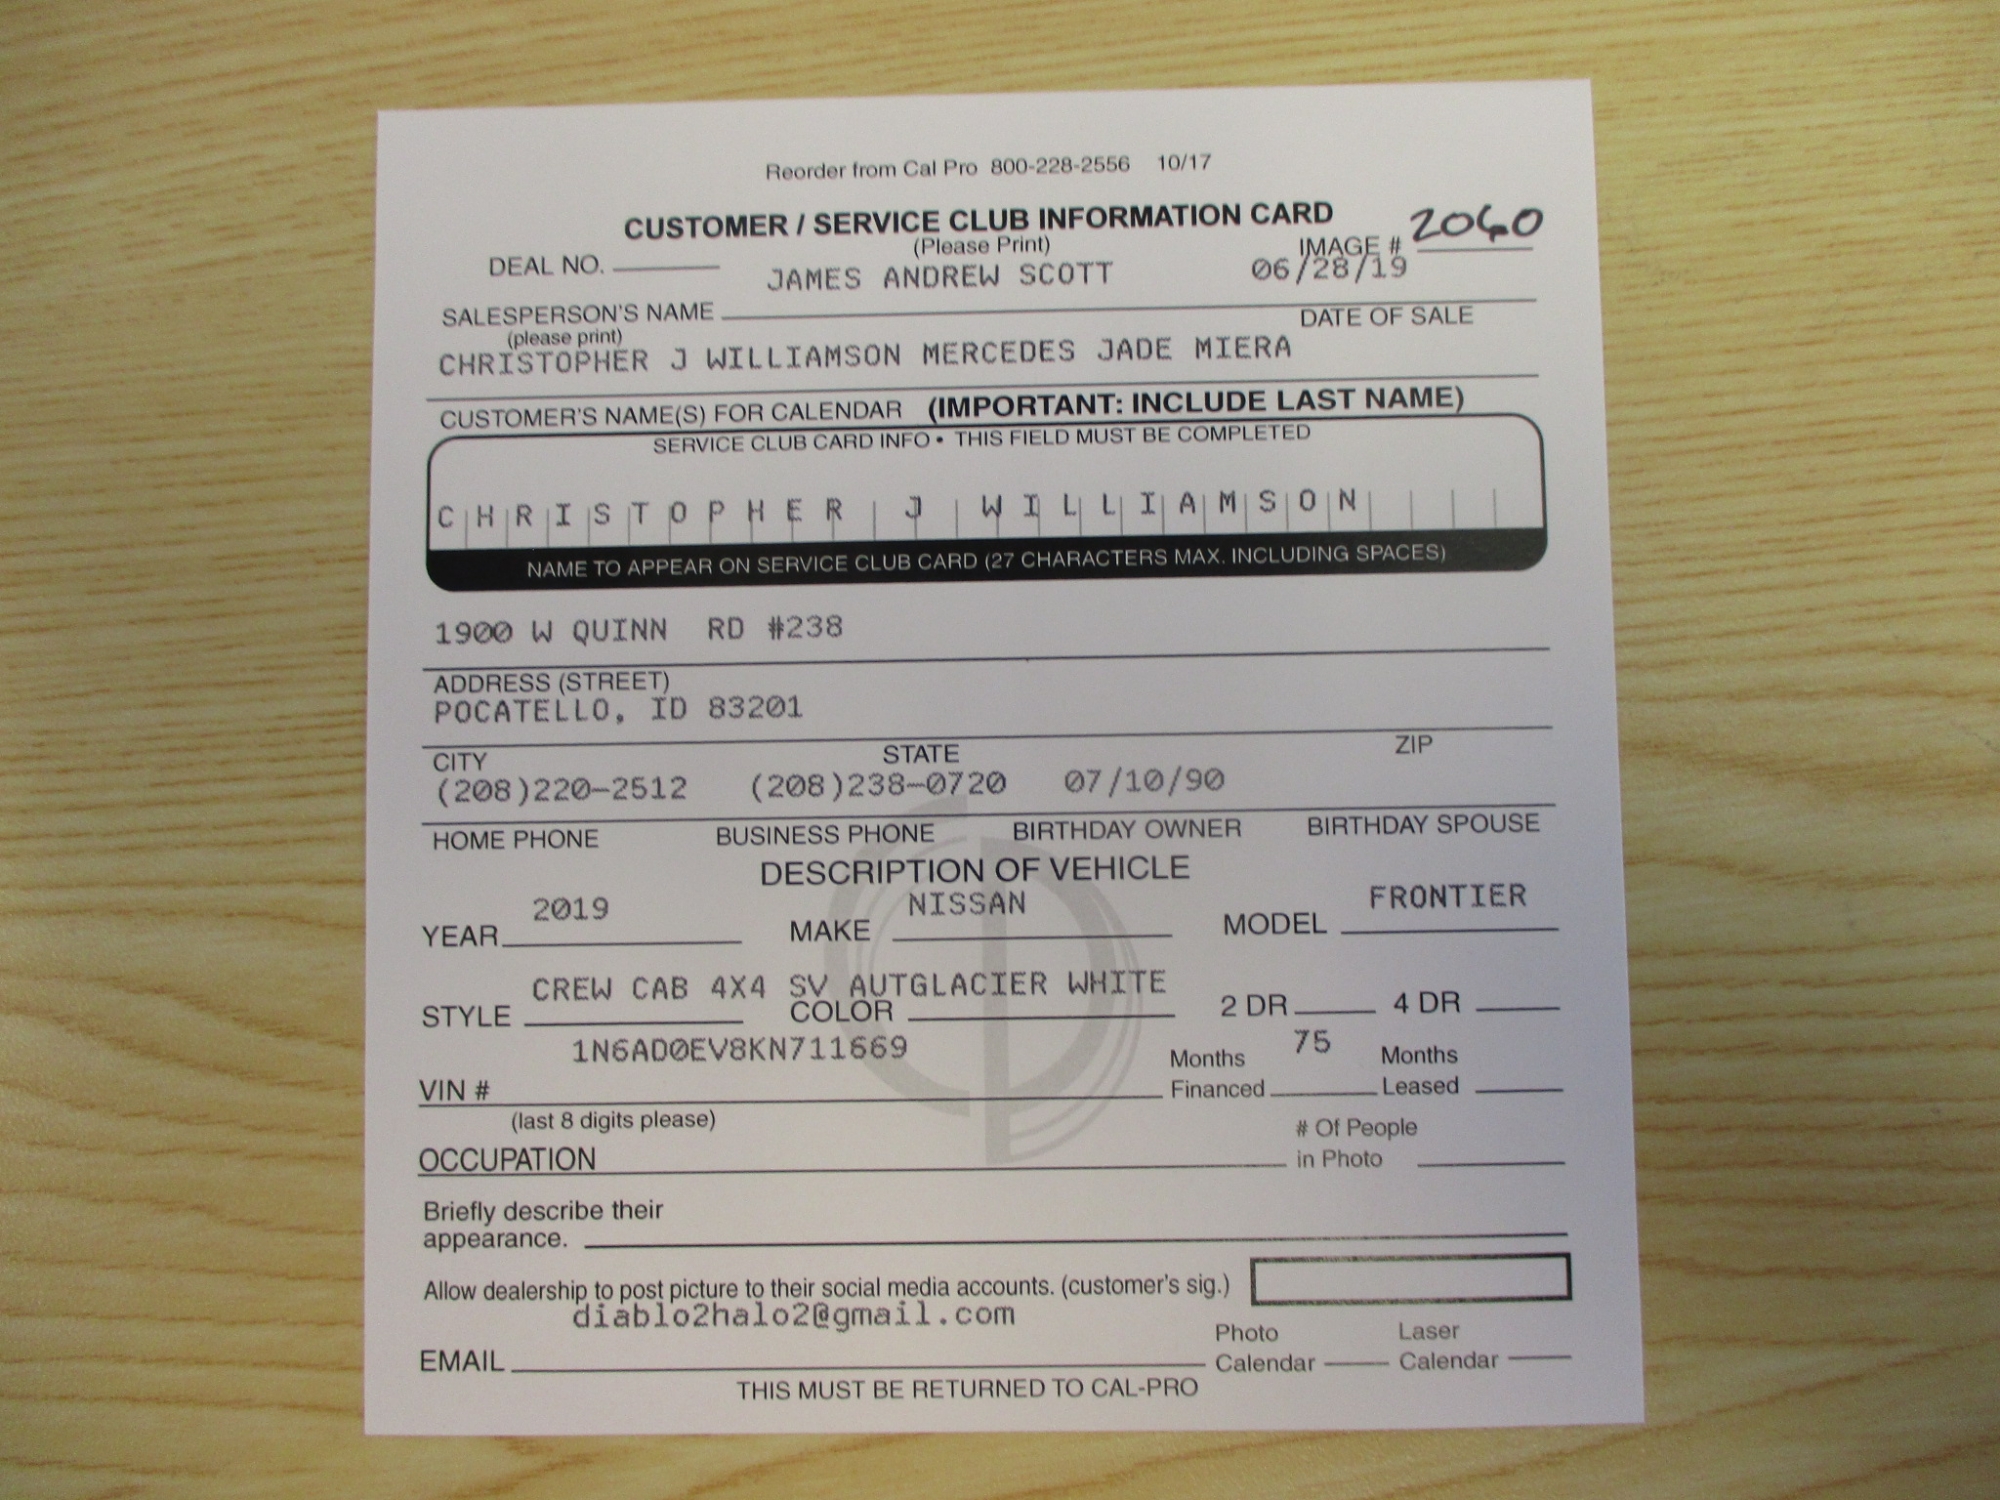 Reorder from Cal Pro 800-228-2556 10/17
CUSTOMER / SERVICE CLUB INFORMATION CARD
(Please Print)
IMAGE # 2060
DEAL NO.
JAMES ANDREW SCOTT 06/28/19
SALESPERSON'S NAME DATE OF SALE
(please print)
CHRISTOPHER J WILLIAMSON MERCEDES JADE MIERA
CUSTOMER'S NAME(S) FOR CALENDAR (IMPORTANT: INCLUDE LAST NAME)
SERVICE CLUB CARD INFO • THIS FIELD MUST BE COMPLETED
CHRISTOPHER J WILLIAMSON
NAME TO APPEAR ON SERVICE CLUB CARD (27 CHARACTERS MAX. INCLUDING SPACES)
1900 W QUINN RD #238
ADDRESS (STREET)
POCATELLO, ID 83201
CITY STATE ZIP
(208)220-2512 (208)238-0720 07/10/90
HOME PHONE BUSINESS PHONE BIRTHDAY OWNER BIRTHDAY SPOUSE
DESCRIPTION OF VEHICLE
YEAR 2019 MAKE NISSAN MODEL FRONTIER
CREW CAB 4X4 SV AUTGLACIER WHITE
STYLE COLOR 2 DR 4 DR
1N6AD0EV8KN711669
VIN # Months Financed 75 Months Leased
(last 8 digits please)
OCCUPATION # Of People in Photo
Briefly describe their
appearance.
Allow dealership to post picture to their social media accounts. (customer's sig.)
diablo2halo2@gmail.com
EMAIL Photo Calendar Laser Calendar
THIS MUST BE RETURNED TO CAL-PRO